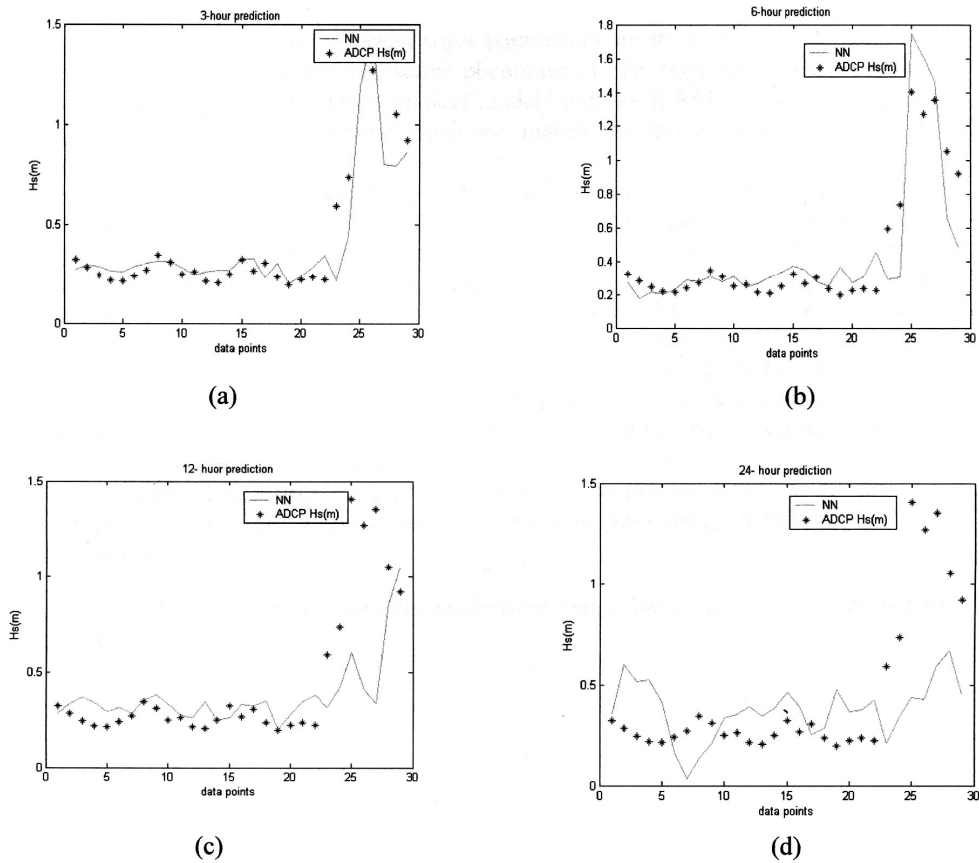 3-hour prediction
1.5
1
0.5
0
Hs(m)
NN
ADCP Hs(m)
0 5 10 15 20 25 30
data points
(a)
6-hour prediction
1.8
1.6
1.4
1.2
1
0.8
0.6
0.4
0.2
0
Hs(m)
NN
ADCP Hs(m)
0 5 10 15 20 25 30
data points
(b)
12- huor prediction
1.5
1
0.5
0
Hs(m)
NN
ADCP Hs(m)
0 5 10 15 20 25 30
data points
(c)
24- hour prediction
1.5
1
0.5
0
Hs(m)
NN
ADCP Hs(m)
0 5 10 15 20 25 30
data points
(d)